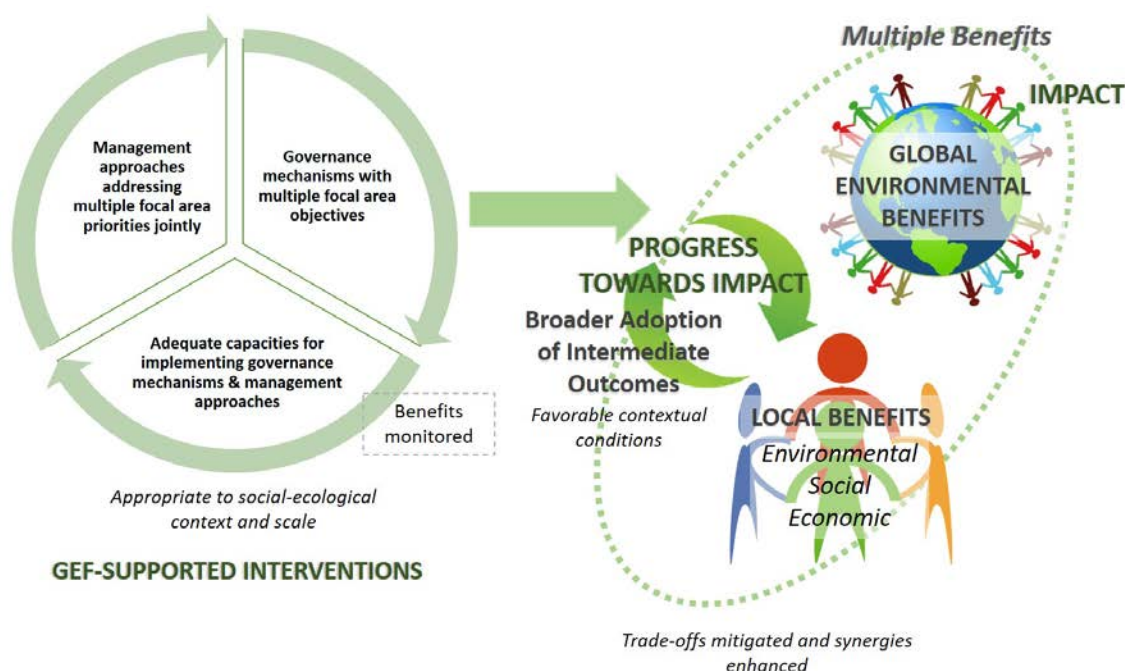 Management
approaches
addressing
multiple focal area
priorities jointly
Governance
mechanisms with
multiple focal area
objectives
Adequate capacities for
implementing governance
mechanisms & management
approaches
Benefits
monitored
Appropriate to social-ecological
context and scale
GEF-SUPPORTED INTERVENTIONS
Multiple Benefits
IMPACT
GLOBAL
ENVIRONMENTAL
BENEFITS
PROGRESS
TOWARDS IMPACT
Broader Adoption
of Intermediate
Outcomes
Favorable contextual
conditions
LOCAL BENEFITS
Environmental
Social
Economic
Trade-offs mitigated and synergies
enhanced